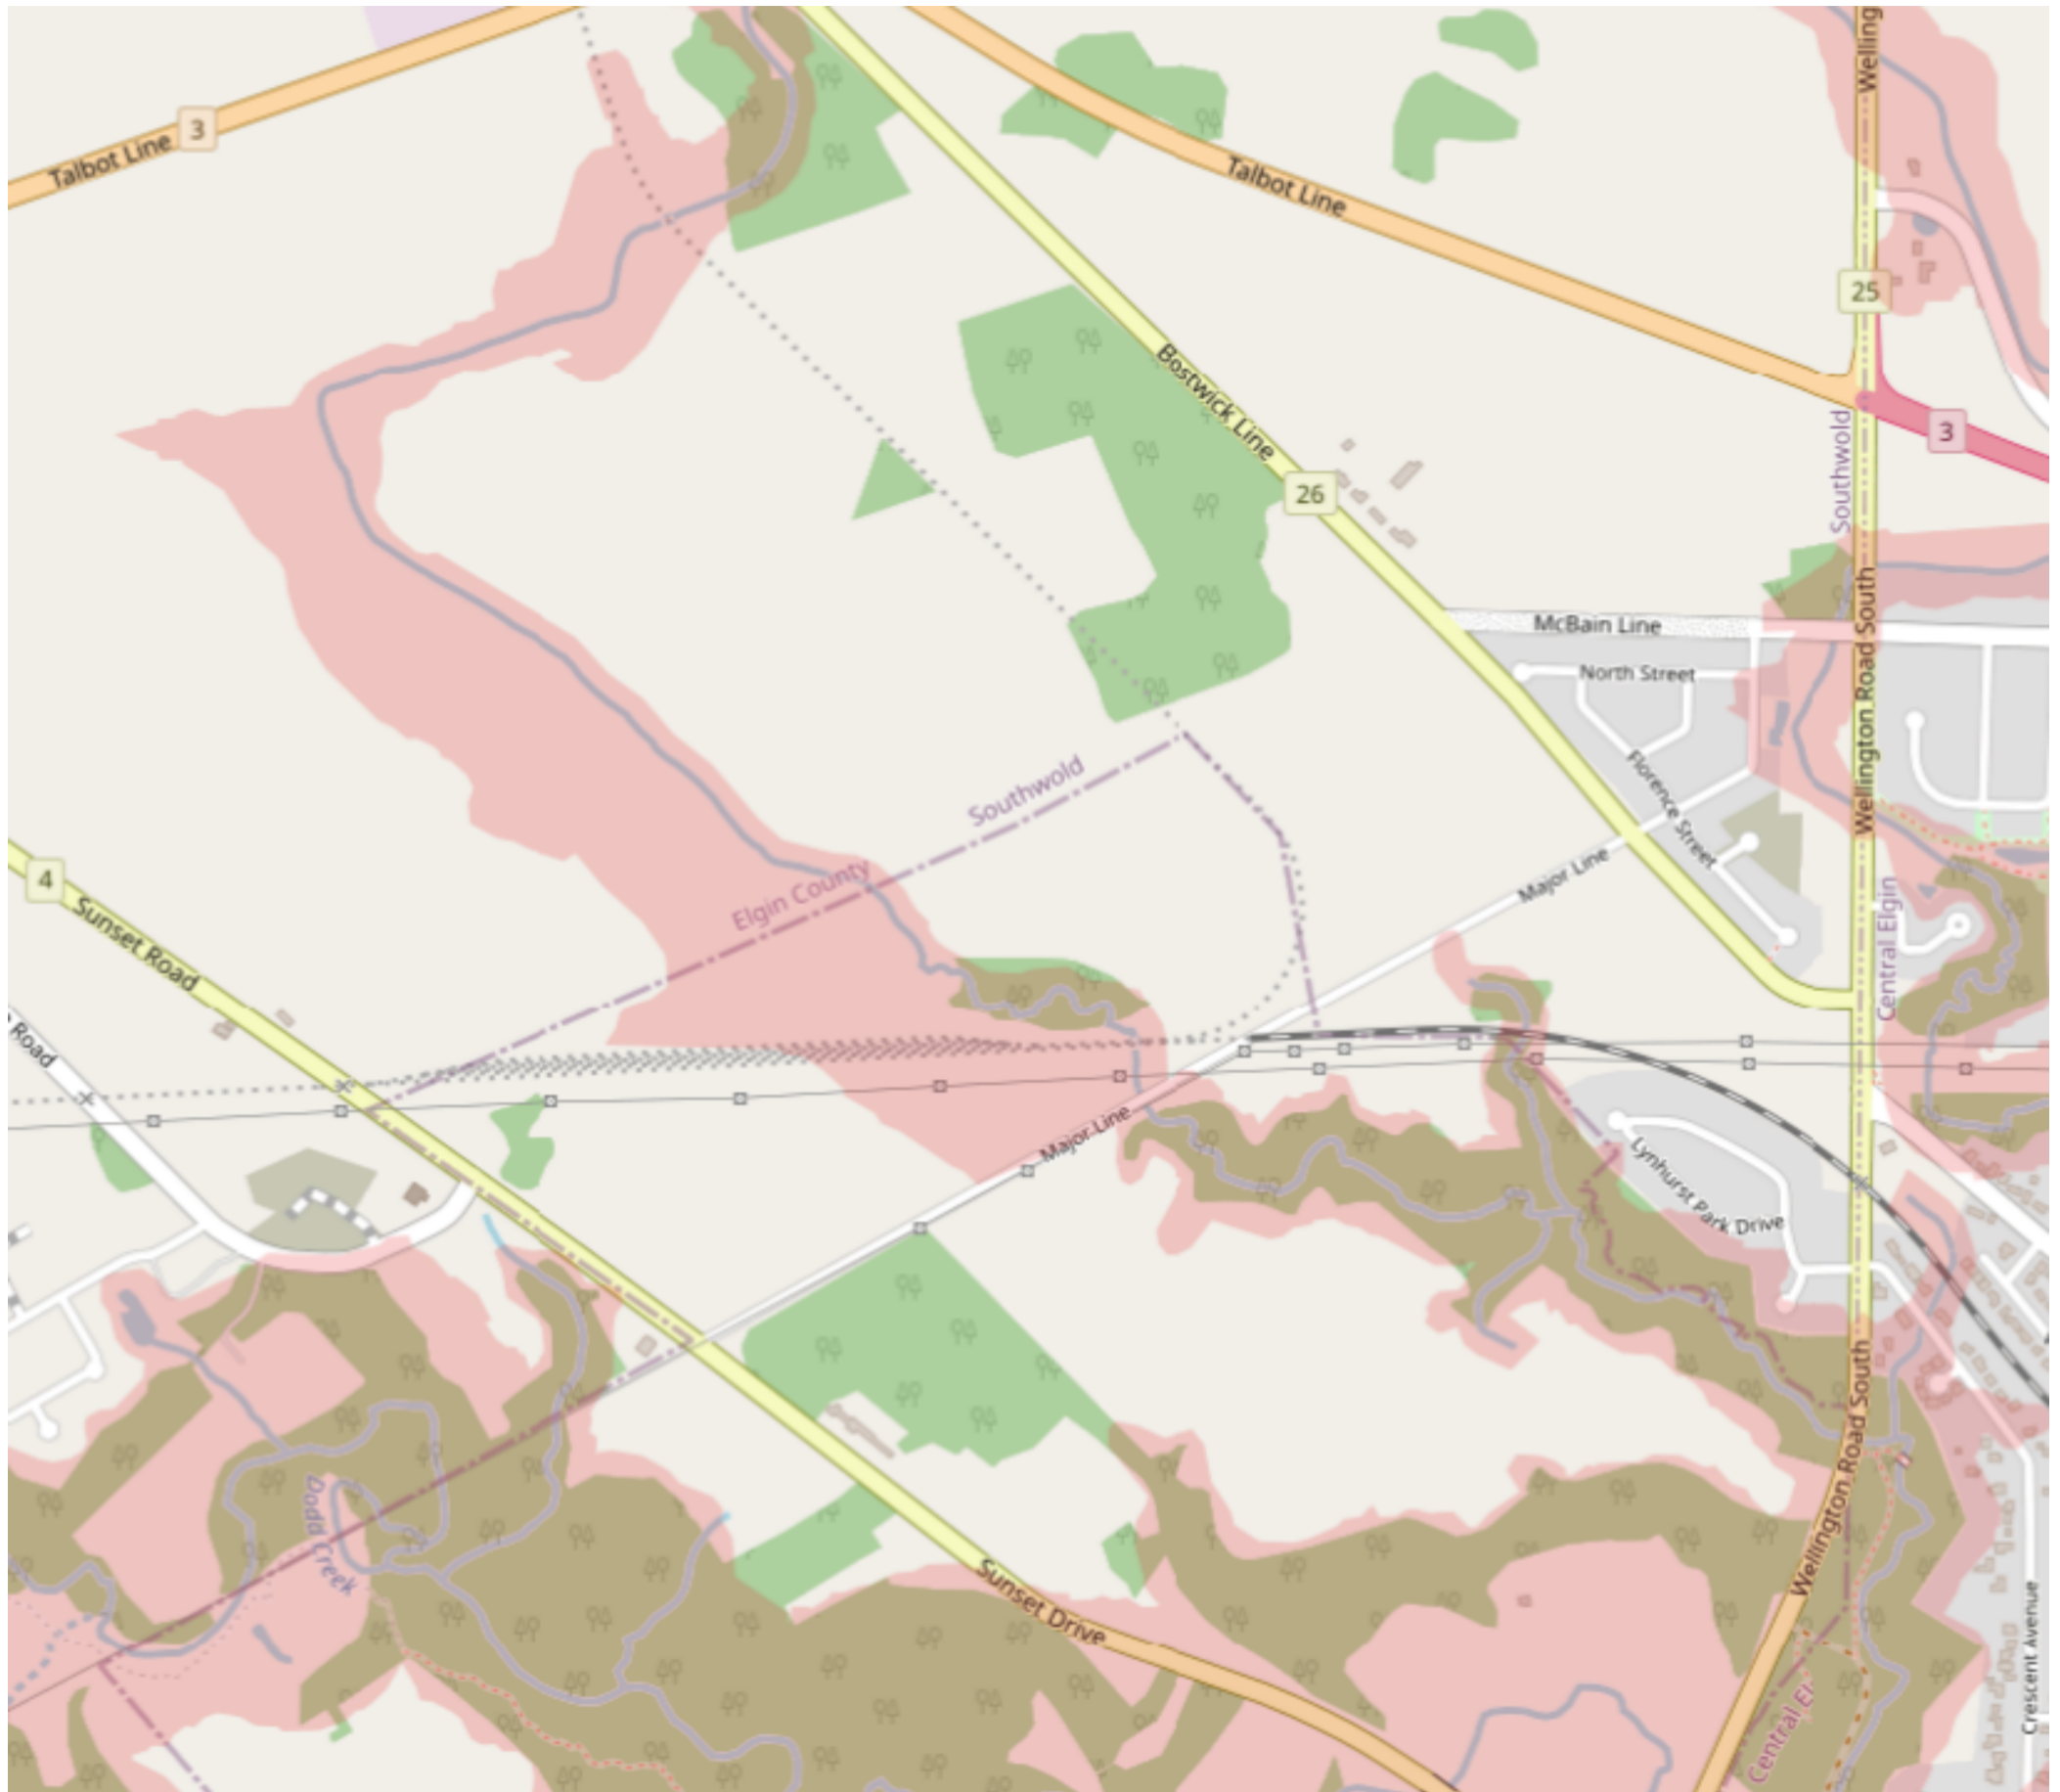 Welling
3
Talbot Line
Talbot Line
25
Bostwick Line
3
Southwold
26
McBain Line
Wellington Road South
North Street
Florence Street
Southwold
Major Line
4
Elgin County
Sunset Road
Central Elgin
Road
Major Line
Lynhurst Park Drive
Wellington Road South
Dodd Creek
Sunset Drive
Crescent Avenue
Central El